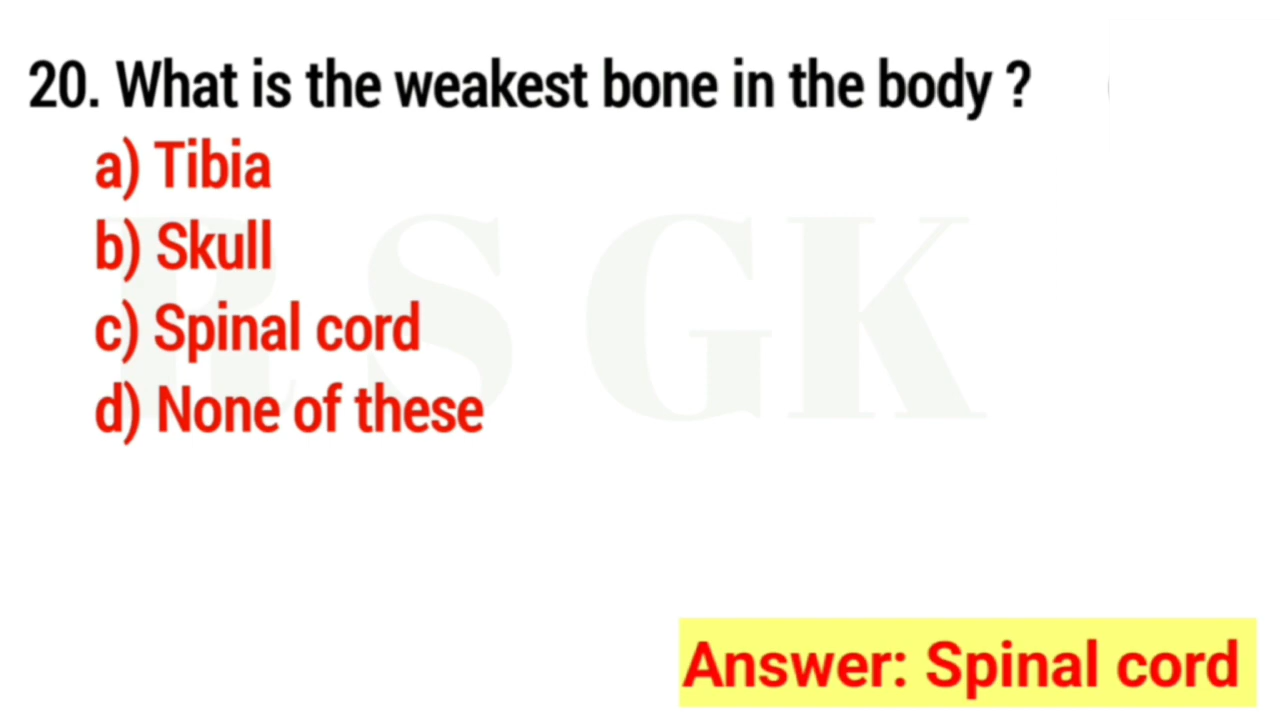 20. What is the weakest bone in the body ?
a) Tibia
b) Skull
c) Spinal cord
d) None of these
R S GK
Answer: Spinal cord